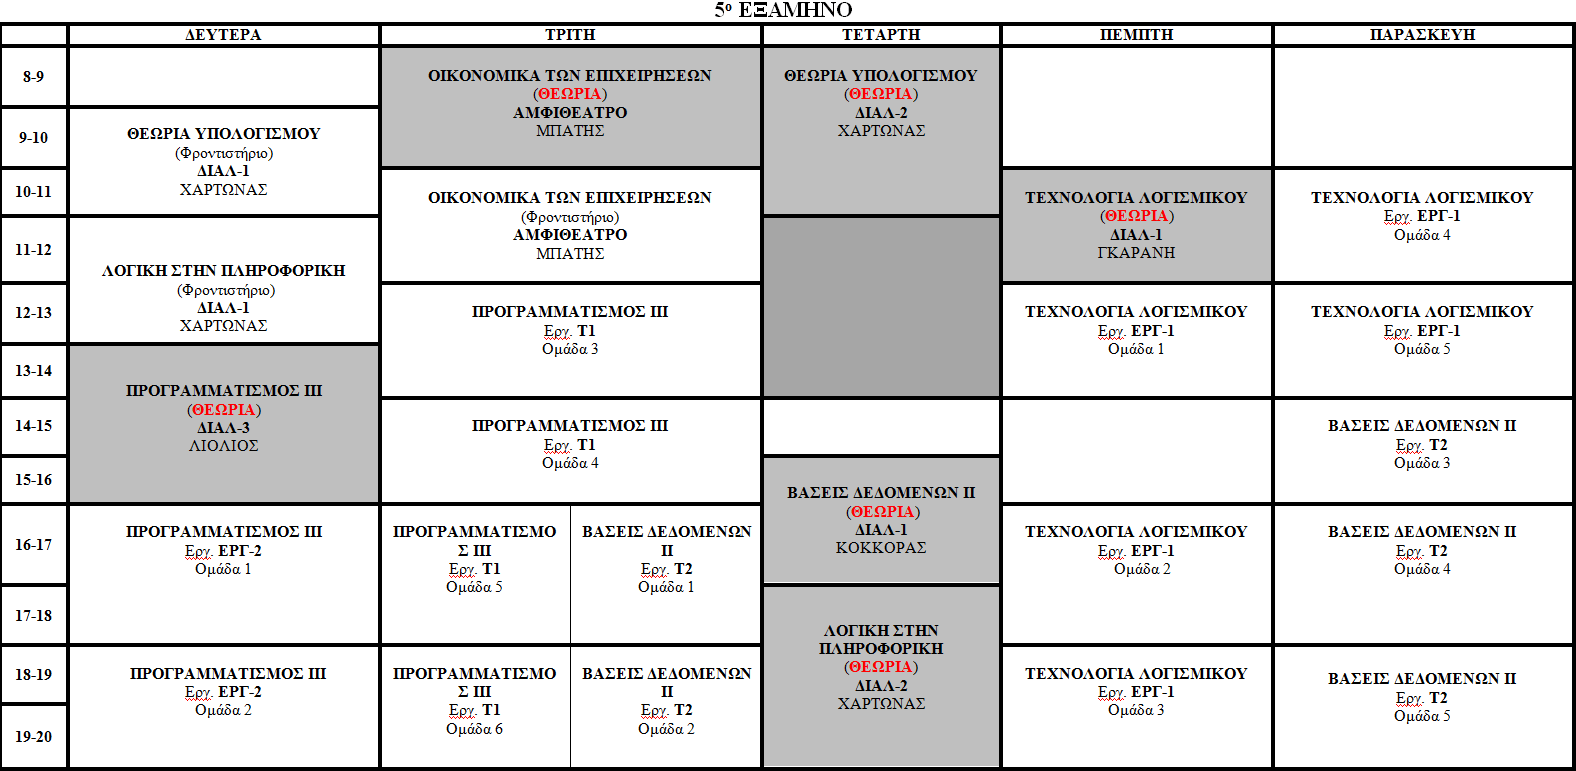 5ο ΕΞΑΜΗΝΟ
ΔΕΥΤΕΡΑ
ΤΡΙΤΗ
ΤΕΤΑΡΤΗ
ΠΕΜΠΤΗ
ΠΑΡΑΣΚΕΥΗ
8-9
ΟΙΚΟΝΟΜΙΚΑ ΤΩΝ ΕΠΙΧΕΙΡΗΣΕΩΝ
(ΘΕΩΡΙΑ)
ΑΜΦΙΘΕΑΤΡΟ
ΜΠΑΤΗΣ
ΘΕΩΡΙΑ ΥΠΟΛΟΓΙΣΜΟΥ
(ΘΕΩΡΙΑ)
ΔΙΑΛ-2
ΧΑΡΤΩΝΑΣ
9-10
ΘΕΩΡΙΑ ΥΠΟΛΟΓΙΣΜΟΥ
(Φροντιστήριο)
ΔΙΑΛ-1
ΧΑΡΤΩΝΑΣ
10-11
ΟΙΚΟΝΟΜΙΚΑ ΤΩΝ ΕΠΙΧΕΙΡΗΣΕΩΝ
(Φροντιστήριο)
ΑΜΦΙΘΕΑΤΡΟ
ΜΠΑΤΗΣ
ΤΕΧΝΟΛΟΓΙΑ ΛΟΓΙΣΜΙΚΟΥ
(ΘΕΩΡΙΑ)
ΔΙΑΛ-1
ΓΚΑΡΑΝΗ
ΤΕΧΝΟΛΟΓΙΑ ΛΟΓΙΣΜΙΚΟΥ
Εργ. ΕΡΓ-1
Ομάδα 4
11-12
ΛΟΓΙΚΗ ΣΤΗΝ ΠΛΗΡΟΦΟΡΙΚΗ
(Φροντιστήριο)
ΔΙΑΛ-1
ΧΑΡΤΩΝΑΣ
12-13
ΠΡΟΓΡΑΜΜΑΤΙΣΜΟΣ ΙΙΙ
Εργ. Τ1
Ομάδα 3
ΤΕΧΝΟΛΟΓΙΑ ΛΟΓΙΣΜΙΚΟΥ
Εργ. ΕΡΓ-1
Ομάδα 1
ΤΕΧΝΟΛΟΓΙΑ ΛΟΓΙΣΜΙΚΟΥ
Εργ. ΕΡΓ-1
Ομάδα 5
13-14
ΠΡΟΓΡΑΜΜΑΤΙΣΜΟΣ ΙΙΙ
(ΘΕΩΡΙΑ)
ΔΙΑΛ-3
ΛΙΟΛΙΟΣ
14-15
ΠΡΟΓΡΑΜΜΑΤΙΣΜΟΣ ΙΙΙ
Εργ. Τ1
Ομάδα 4
ΒΑΣΕΙΣ ΔΕΔΟΜΕΝΩΝ ΙΙ
Εργ. Τ2
Ομάδα 3
15-16
ΒΑΣΕΙΣ ΔΕΔΟΜΕΝΩΝ ΙΙ
(ΘΕΩΡΙΑ)
ΔΙΑΛ-1
ΚΟΚΚΟΡΑΣ
16-17
ΠΡΟΓΡΑΜΜΑΤΙΣΜΟΣ ΙΙΙ
Εργ. ΕΡΓ-2
Ομάδα 1
ΠΡΟΓΡΑΜΜΑΤΙΣΜΟ
Σ ΙΙΙ
Εργ. Τ1
Ομάδα 5
ΒΑΣΕΙΣ ΔΕΔΟΜΕΝΩΝ
ΙΙ
Εργ. Τ2
Ομάδα 1
ΤΕΧΝΟΛΟΓΙΑ ΛΟΓΙΣΜΙΚΟΥ
Εργ. ΕΡΓ-1
Ομάδα 2
ΒΑΣΕΙΣ ΔΕΔΟΜΕΝΩΝ ΙΙ
Εργ. Τ2
Ομάδα 4
17-18
ΛΟΓΙΚΗ ΣΤΗΝ
ΠΛΗΡΟΦΟΡΙΚΗ
(ΘΕΩΡΙΑ)
ΔΙΑΛ-2
ΧΑΡΤΩΝΑΣ
18-19
ΠΡΟΓΡΑΜΜΑΤΙΣΜΟΣ ΙΙΙ
Εργ. ΕΡΓ-2
Ομάδα 2
ΠΡΟΓΡΑΜΜΑΤΙΣΜΟ
Σ ΙΙΙ
Εργ. Τ1
Ομάδα 6
ΒΑΣΕΙΣ ΔΕΔΟΜΕΝΩΝ
ΙΙ
Εργ. Τ2
Ομάδα 2
ΤΕΧΝΟΛΟΓΙΑ ΛΟΓΙΣΜΙΚΟΥ
Εργ. ΕΡΓ-1
Ομάδα 3
ΒΑΣΕΙΣ ΔΕΔΟΜΕΝΩΝ ΙΙ
Εργ. Τ2
Ομάδα 5
19-20